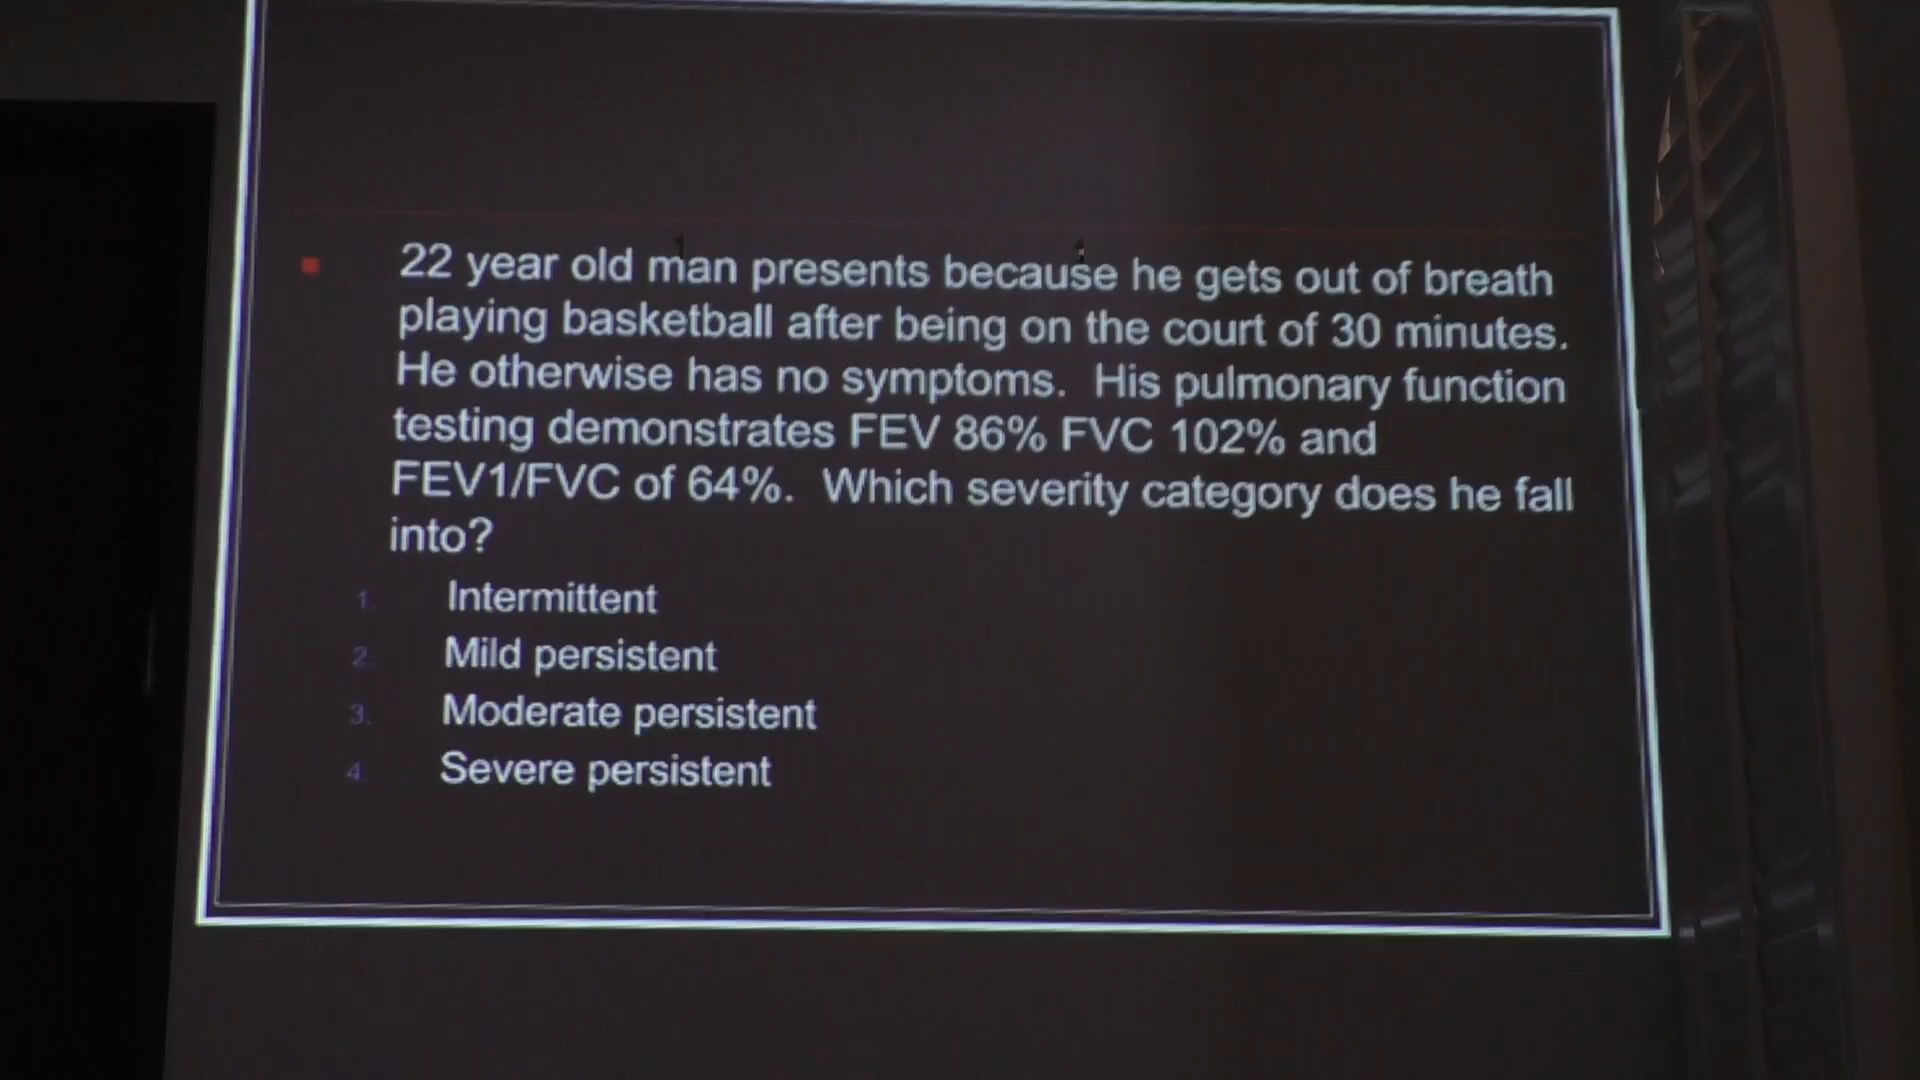 22 year old man presents because he gets out of breath
playing basketball after being on the court of 30 minutes.
He otherwise has no symptoms. His pulmonary function
testing demonstrates FEV 86% FVC 102% and
FEV1/FVC of 64%. Which severity category does he fall
into?
1. Intermittent
2. Mild persistent
3. Moderate persistent
4. Severe persistent